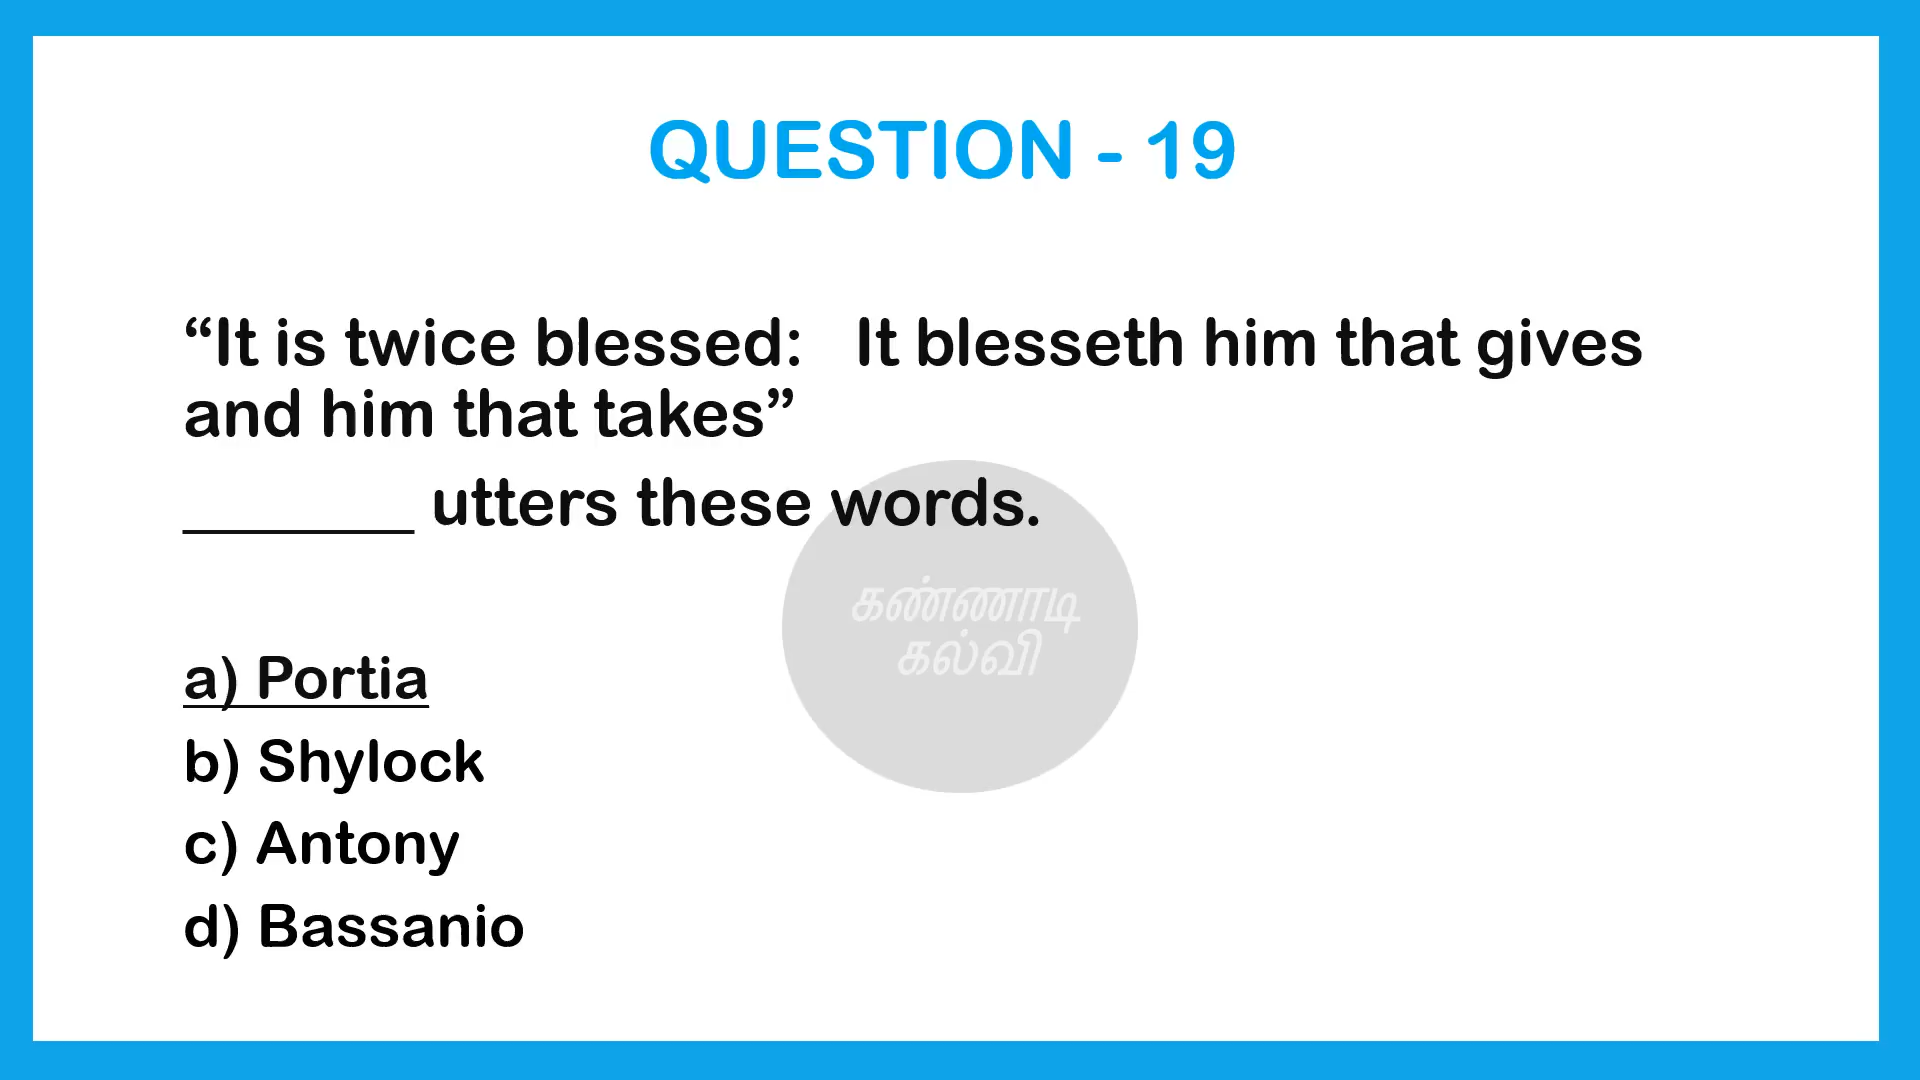 QUESTION - 19
“It is twice blessed: It blesseth him that gives
and him that takes”
_______ utters these words.
கண்ணாடி
கல்வி
a) Portia
b) Shylock
c) Antony
d) Bassanio